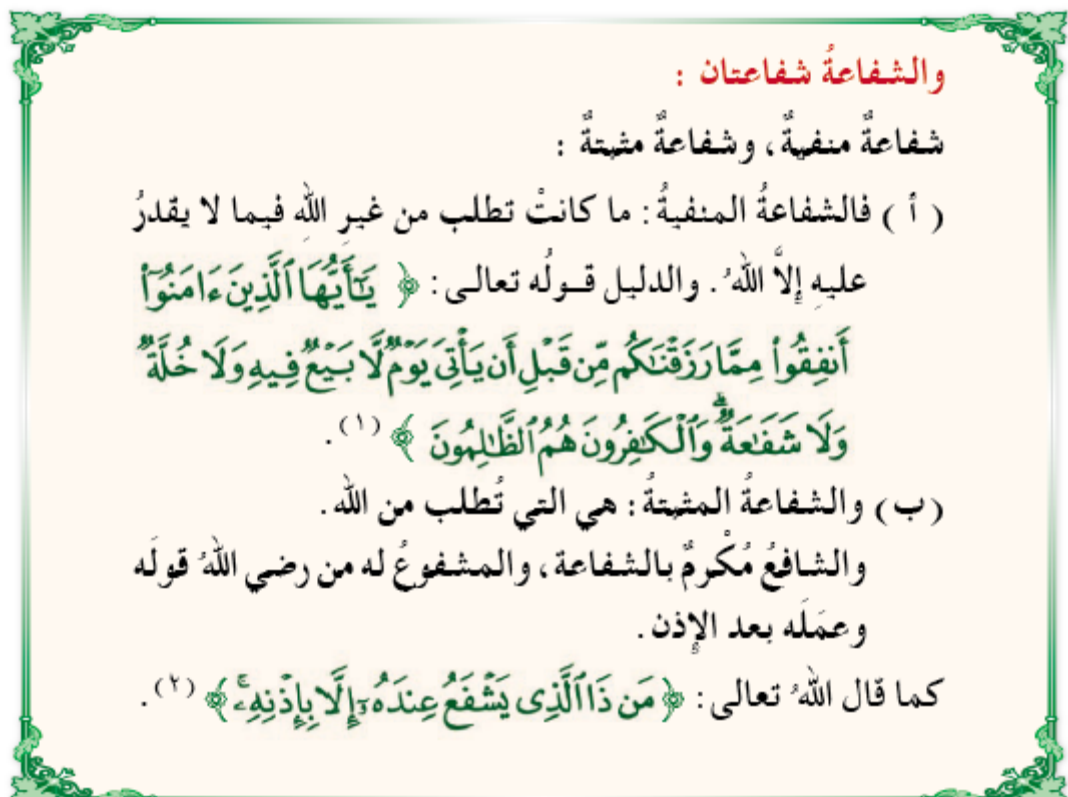 والشفاعةُ شفاعتان :
شفاعةٌ منفيةٌ، وشفاعةٌ مثبتةٌ :
( أ ) فالشفاعةُ المنفيةُ: ما كانتْ تطلب من غيرِ اللهِ فيما لا يقدرُ
عليهِ إلاَّ اللهُ. والدليل قولُه تعالى: ﴿ يَٰٓأَيُّهَا ٱلَّذِينَ ءَامَنُوٓا۟
أَنفِقُوا۟ مِمَّا رَزَقْنَٰكُم مِّن قَبْلِ أَن يَأْتِىَ يَوْمٌ لَّا بَيْعٌ فِيهِ وَلَا خُلَّةٌ
وَلَا شَفَٰعَةٌ ۗ وَٱلْكَٰفِرُونَ هُمُ ٱلظَّٰلِمُونَ ﴾ (١) .
(ب) والشفاعةُ المثبتةُ: هي التي تُطلب من الله.
والشافعُ مُكْرمٌ بالشفاعة، والمشفوعُ له من رضي اللهُ قولَه
وعمَلَه بعد الإِذن.
كما قال اللهُ تعالى: ﴿ مَن ذَا ٱلَّذِى يَشْفَعُ عِندَهُۥٓ إِلَّا بِإِذْنِهِۦ ۚ ﴾ (٢) .